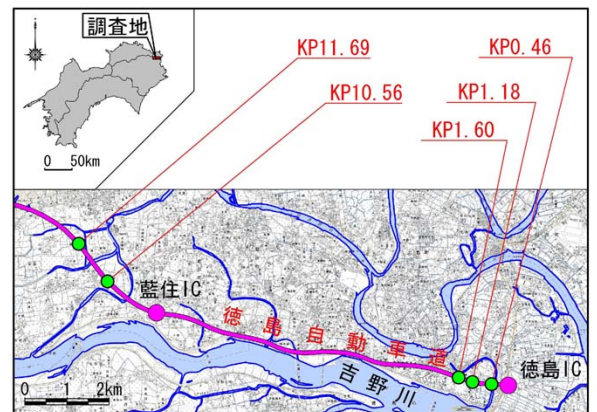 調査地
0 50km
KP11.69
KP10.56
KP0.46
KP1.18
KP1.60
藍住IC
徳島自動車道
吉野川
徳島IC
0 1 2km